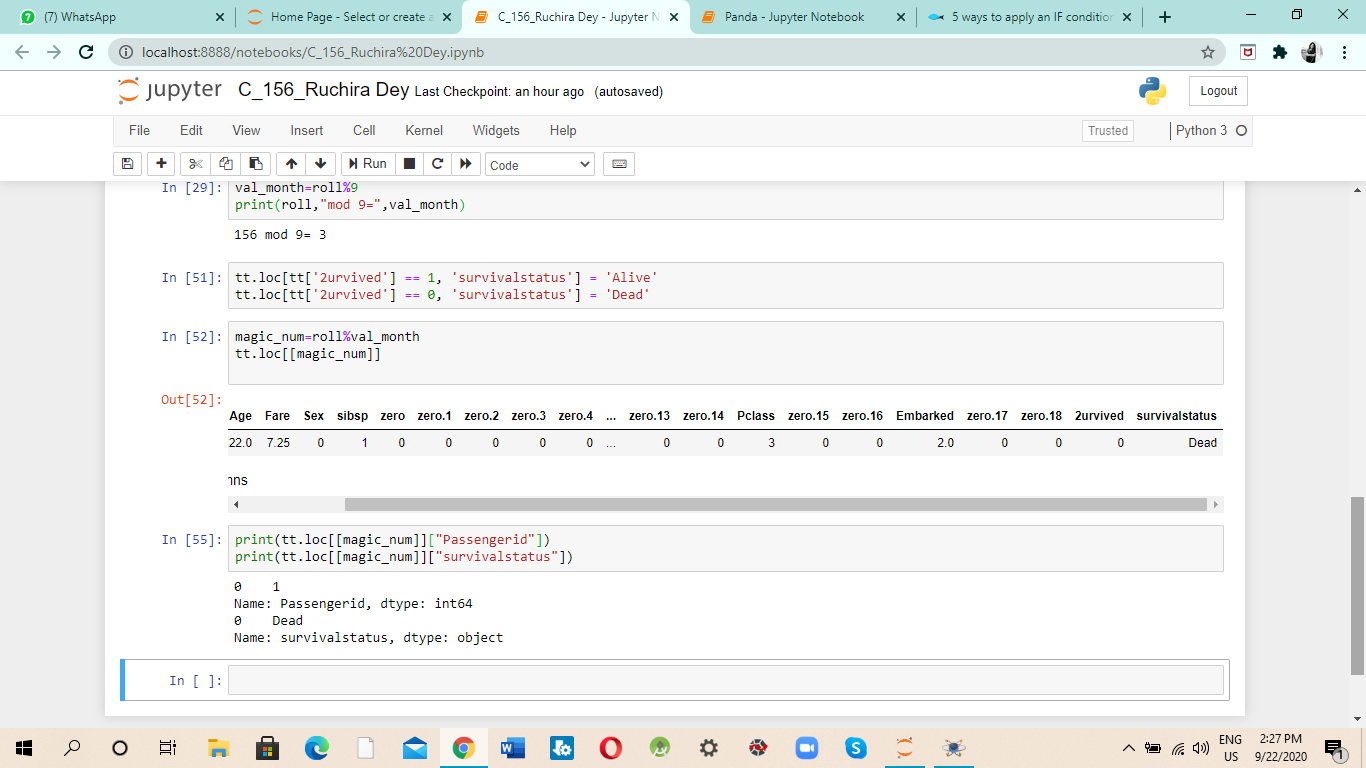 (7) WhatsApp
Home Page - Select or create a
C_156_Ruchira Dey - Jupyter N
Panda - Jupyter Notebook
5 ways to apply an IF condition
localhost:8888/notebooks/C_156_Ruchira%20Dey.ipynb
jupyter C_156_Ruchira Dey Last Checkpoint: an hour ago (autosaved)
Logout
File Edit View Insert Cell Kernel Widgets Help
Trusted
Python 3
Run
Code
In [29]: val_month=roll%9
print(roll,"mod 9=",val_month)
156 mod 9= 3
In [51]: tt.loc[tt['2urvived'] == 1, 'survivalstatus'] = 'Alive'
tt.loc[tt['2urvived'] == 0, 'survivalstatus'] = 'Dead'
In [52]: magic_num=roll%val_month
tt.loc[[magic_num]]
Out[52]:
Age Fare Sex sibsp zero zero.1 zero.2 zero.3 zero.4 ... zero.13 zero.14 Pclass zero.15 zero.16 Embarked zero.17 zero.18 2urvived survivalstatus
22.0 7.25 0 1 0 0 0 0 0 ... 0 0 3 0 0 2.0 0 0 0 Dead
nns
In [55]: print(tt.loc[[magic_num]]["Passengerid"])
print(tt.loc[[magic_num]]["survivalstatus"])
0 1
Name: Passengerid, dtype: int64
0 Dead
Name: survivalstatus, dtype: object
In [ ]:
ENG
US
2:27 PM
9/22/2020
1